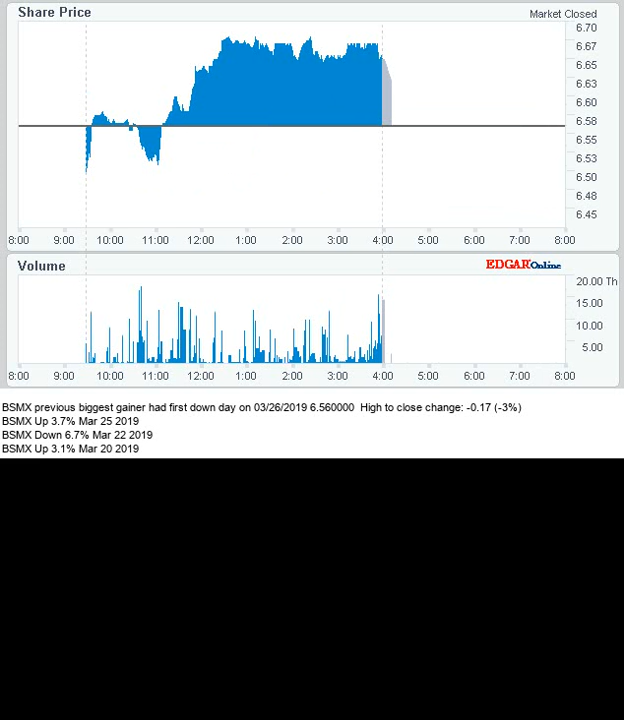 Share Price
Market Closed
6.70
6.67
6.65
6.63
6.60
6.58
6.55
6.53
6.50
6.48
6.45
8:00 9:00 10:00 11:00 12:00 1:00 2:00 3:00 4:00 5:00 6:00 7:00 8:00
Volume
EDGAROnline
20.00 Th
15.00
10.00
5.00
8:00 9:00 10:00 11:00 12:00 1:00 2:00 3:00 4:00 5:00 6:00 7:00 8:00
BSMX previous biggest gainer had first down day on 03/26/2019 6.560000 High to close change: -0.17 (-3%)
BSMX Up 3.7% Mar 25 2019
BSMX Down 6.7% Mar 22 2019
BSMX Up 3.1% Mar 20 2019